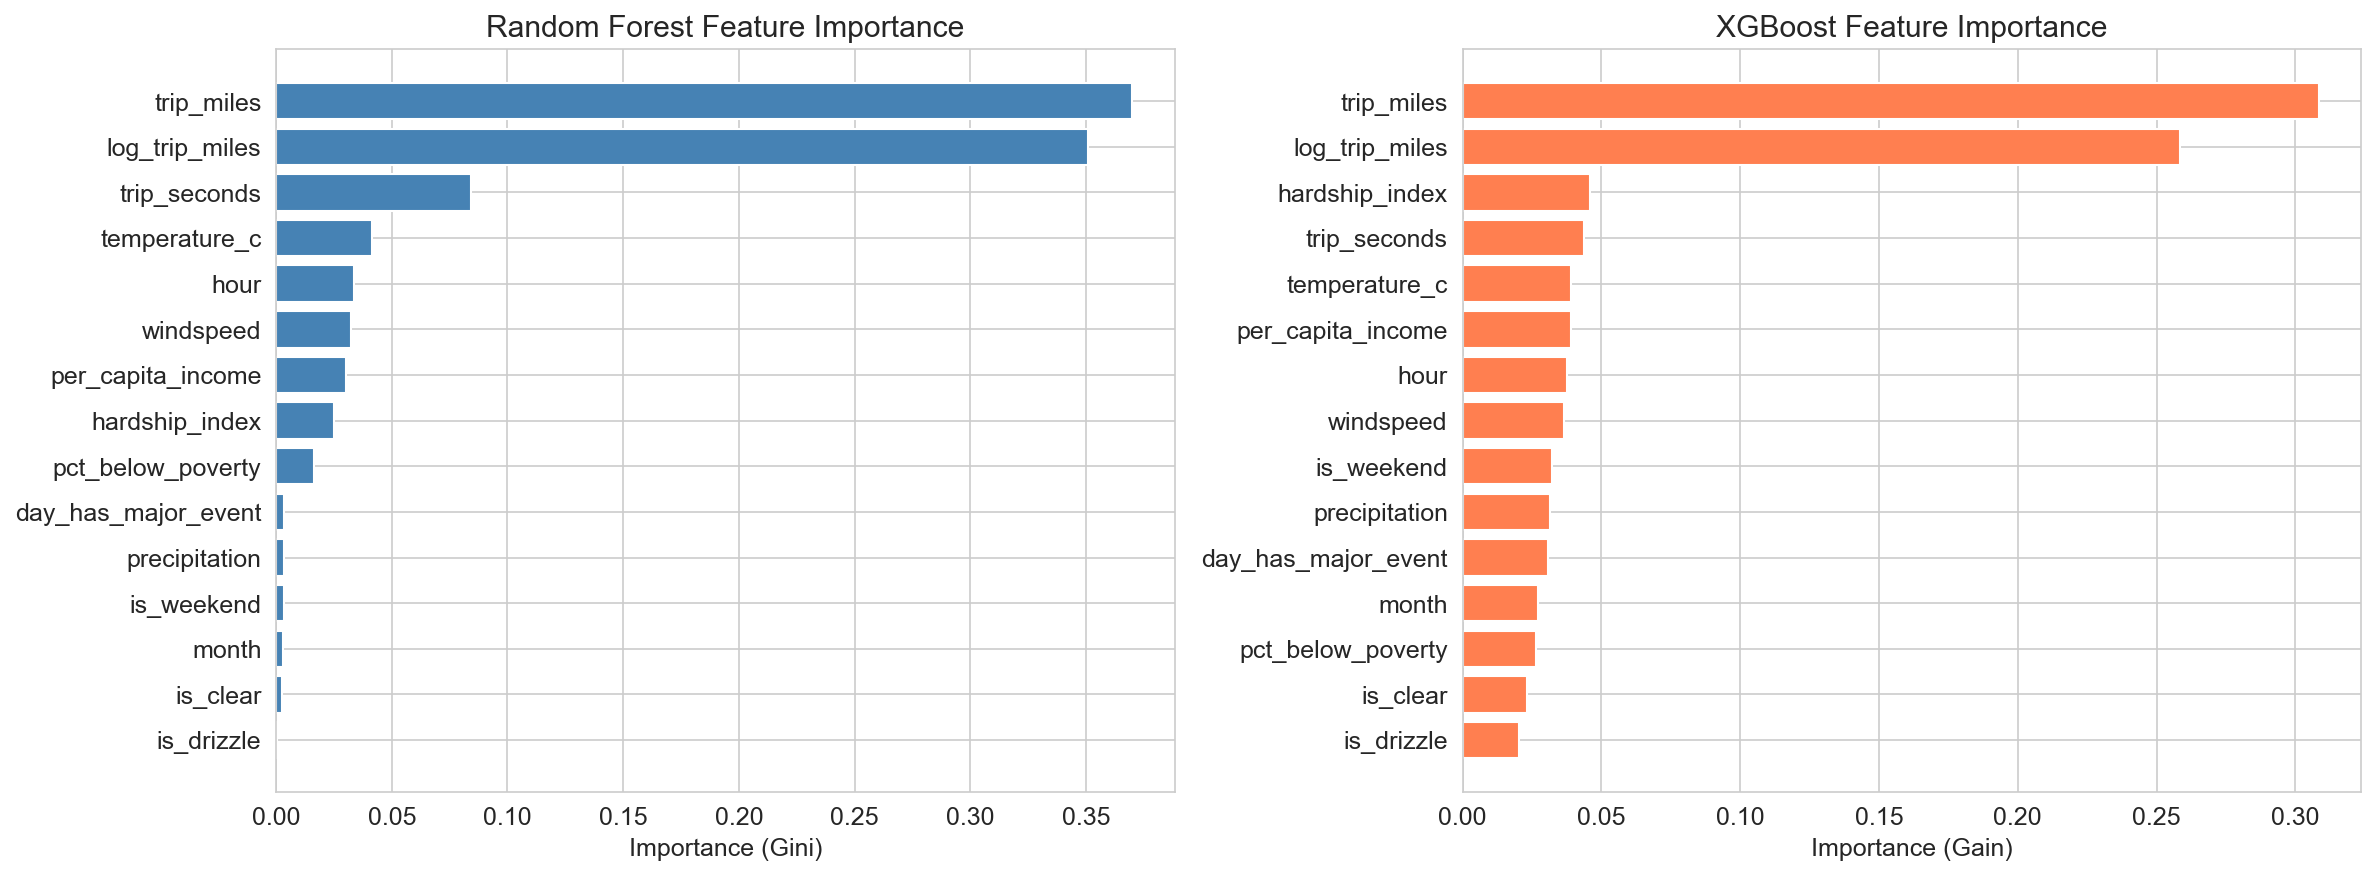 Random Forest Feature Importance
trip_miles
log_trip_miles
trip_seconds
temperature_c
hour
windspeed
per_capita_income
hardship_index
pct_below_poverty
day_has_major_event
precipitation
is_weekend
month
is_clear
is_drizzle
0.00 0.05 0.10 0.15 0.20 0.25 0.30 0.35
Importance (Gini)
XGBoost Feature Importance
trip_miles
log_trip_miles
hardship_index
trip_seconds
temperature_c
per_capita_income
hour
windspeed
is_weekend
precipitation
day_has_major_event
month
pct_below_poverty
is_clear
is_drizzle
0.00 0.05 0.10 0.15 0.20 0.25 0.30
Importance (Gain)